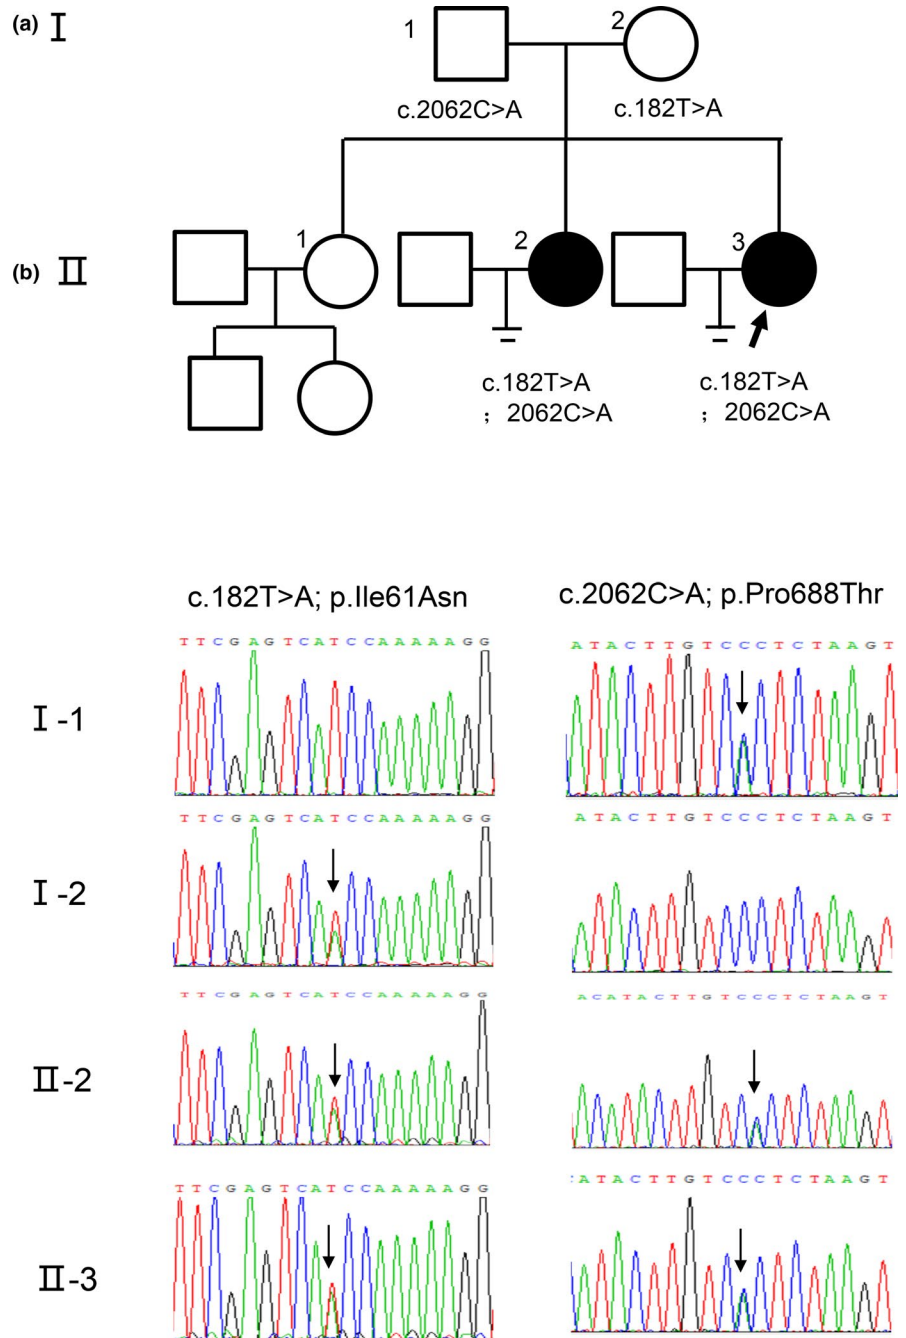 (a) Ⅰ
1 2
c.2062C>A c.182T>A
(b) Ⅱ
1 2 3
c.182T>A c.182T>A
; 2062C>A ; 2062C>A
c.182T>A; p.Ile61Asn c.2062C>A; p.Pro688Thr
TTCGAGTCATCCAAAAAGG ATACTTGTCCCTCTAAGT
Ⅰ-1
TTCGAGTCATCCAAAAAGG ATACTTGTCCCTCTAAGT
Ⅰ-2
TTCGAGTCATCCAAAAAGG ACATACTTGTCCCTCTAAGT
Ⅱ-2
TTCGAGTCATCCAAAAAGG ATACTTGTCCCTCTAAGT
Ⅱ-3